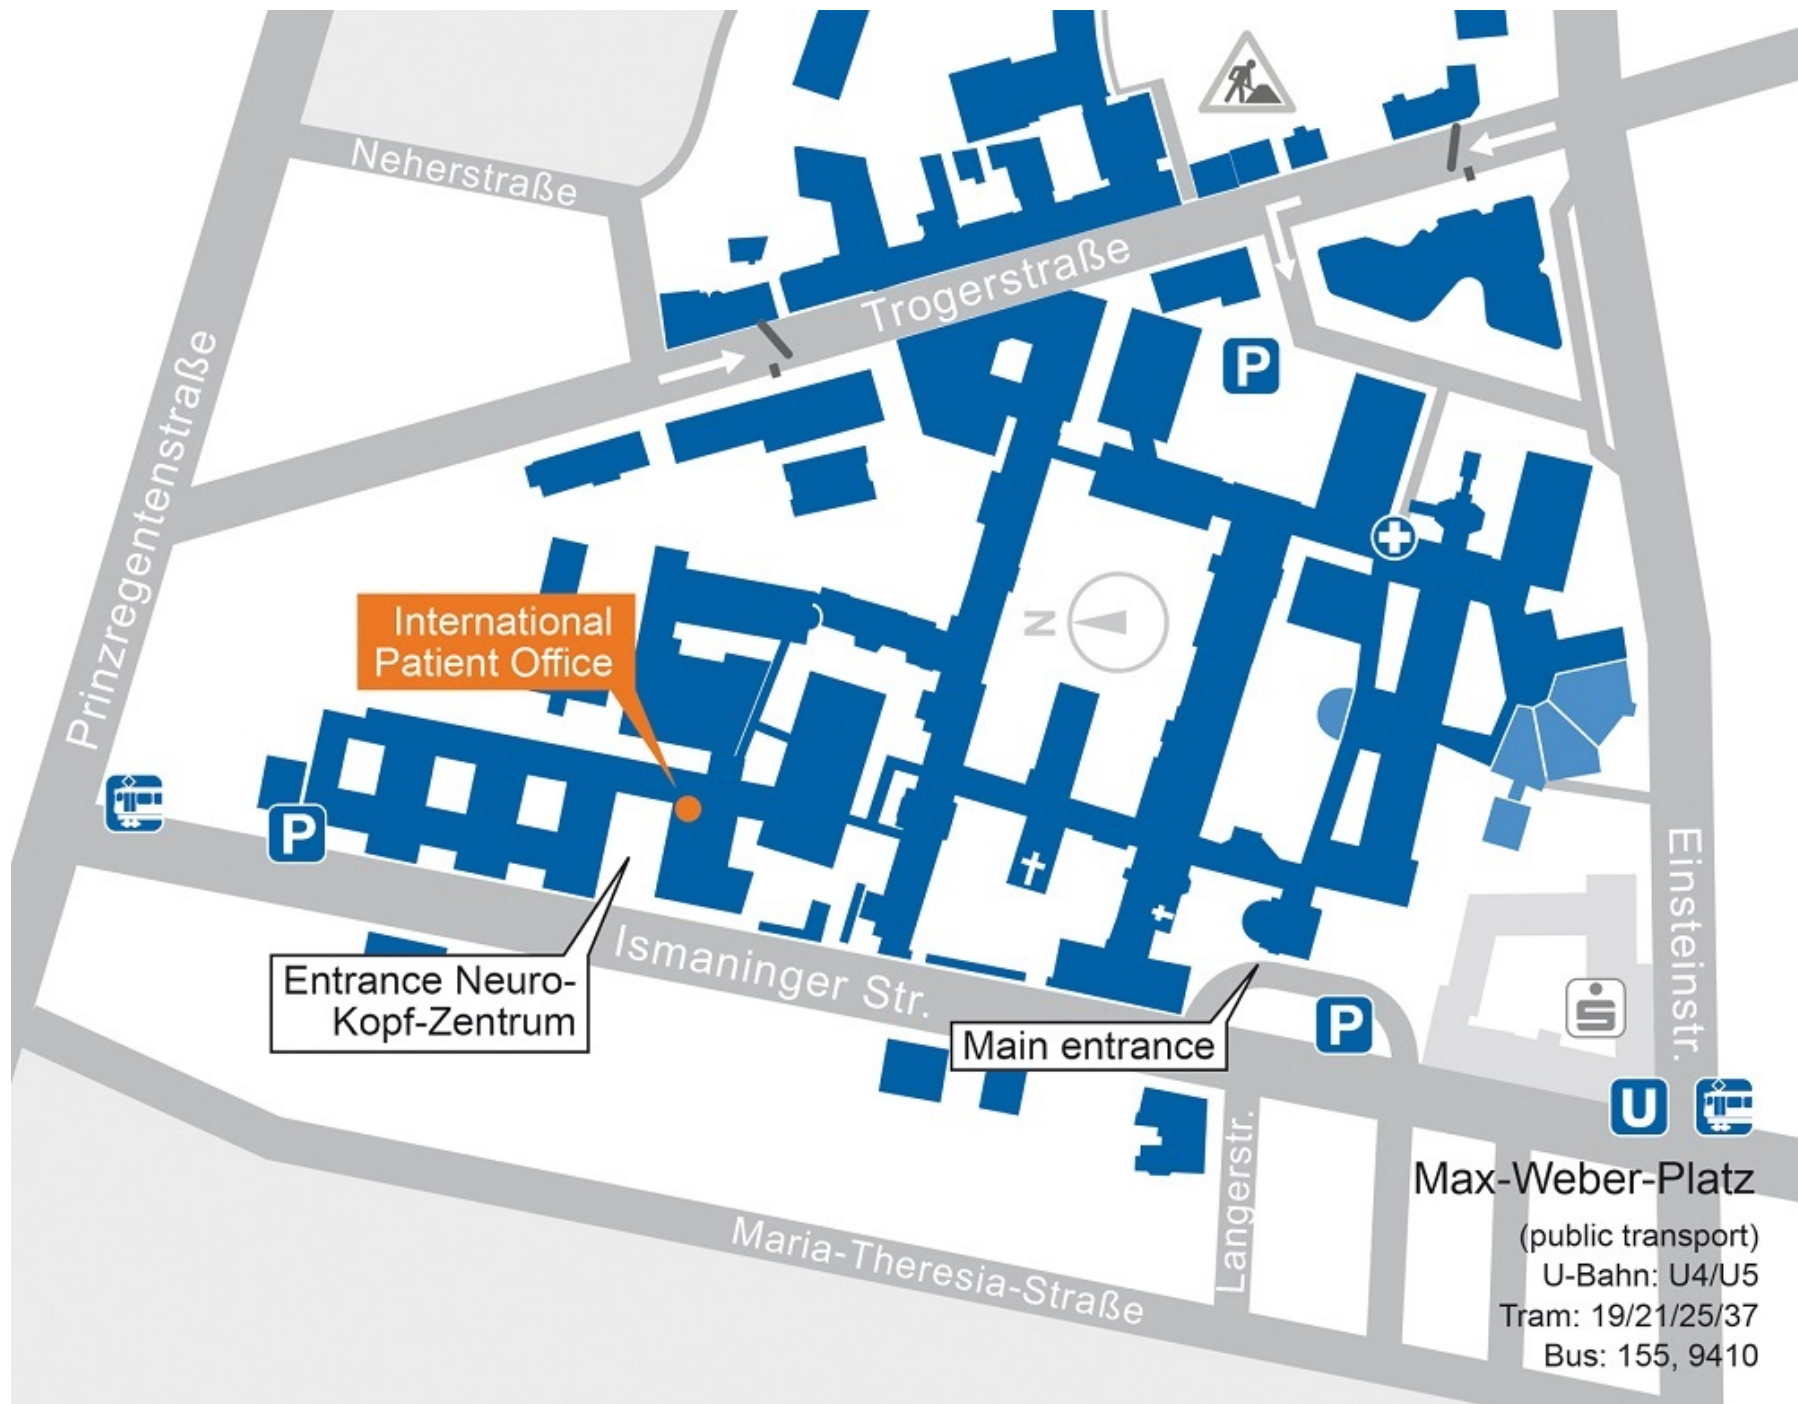 Neherstraße
Trogerstraße
P
Prinzregentenstraße
International
Patient Office
N
P
Entrance Neuro-
Kopf-Zentrum
Ismaninger Str.
Main entrance
P
Einsteinstr.
S
U
Langerstr.
Maria-Theresia-Straße
Max-Weber-Platz
(public transport)
U-Bahn: U4/U5
Tram: 19/21/25/37
Bus: 155, 9410